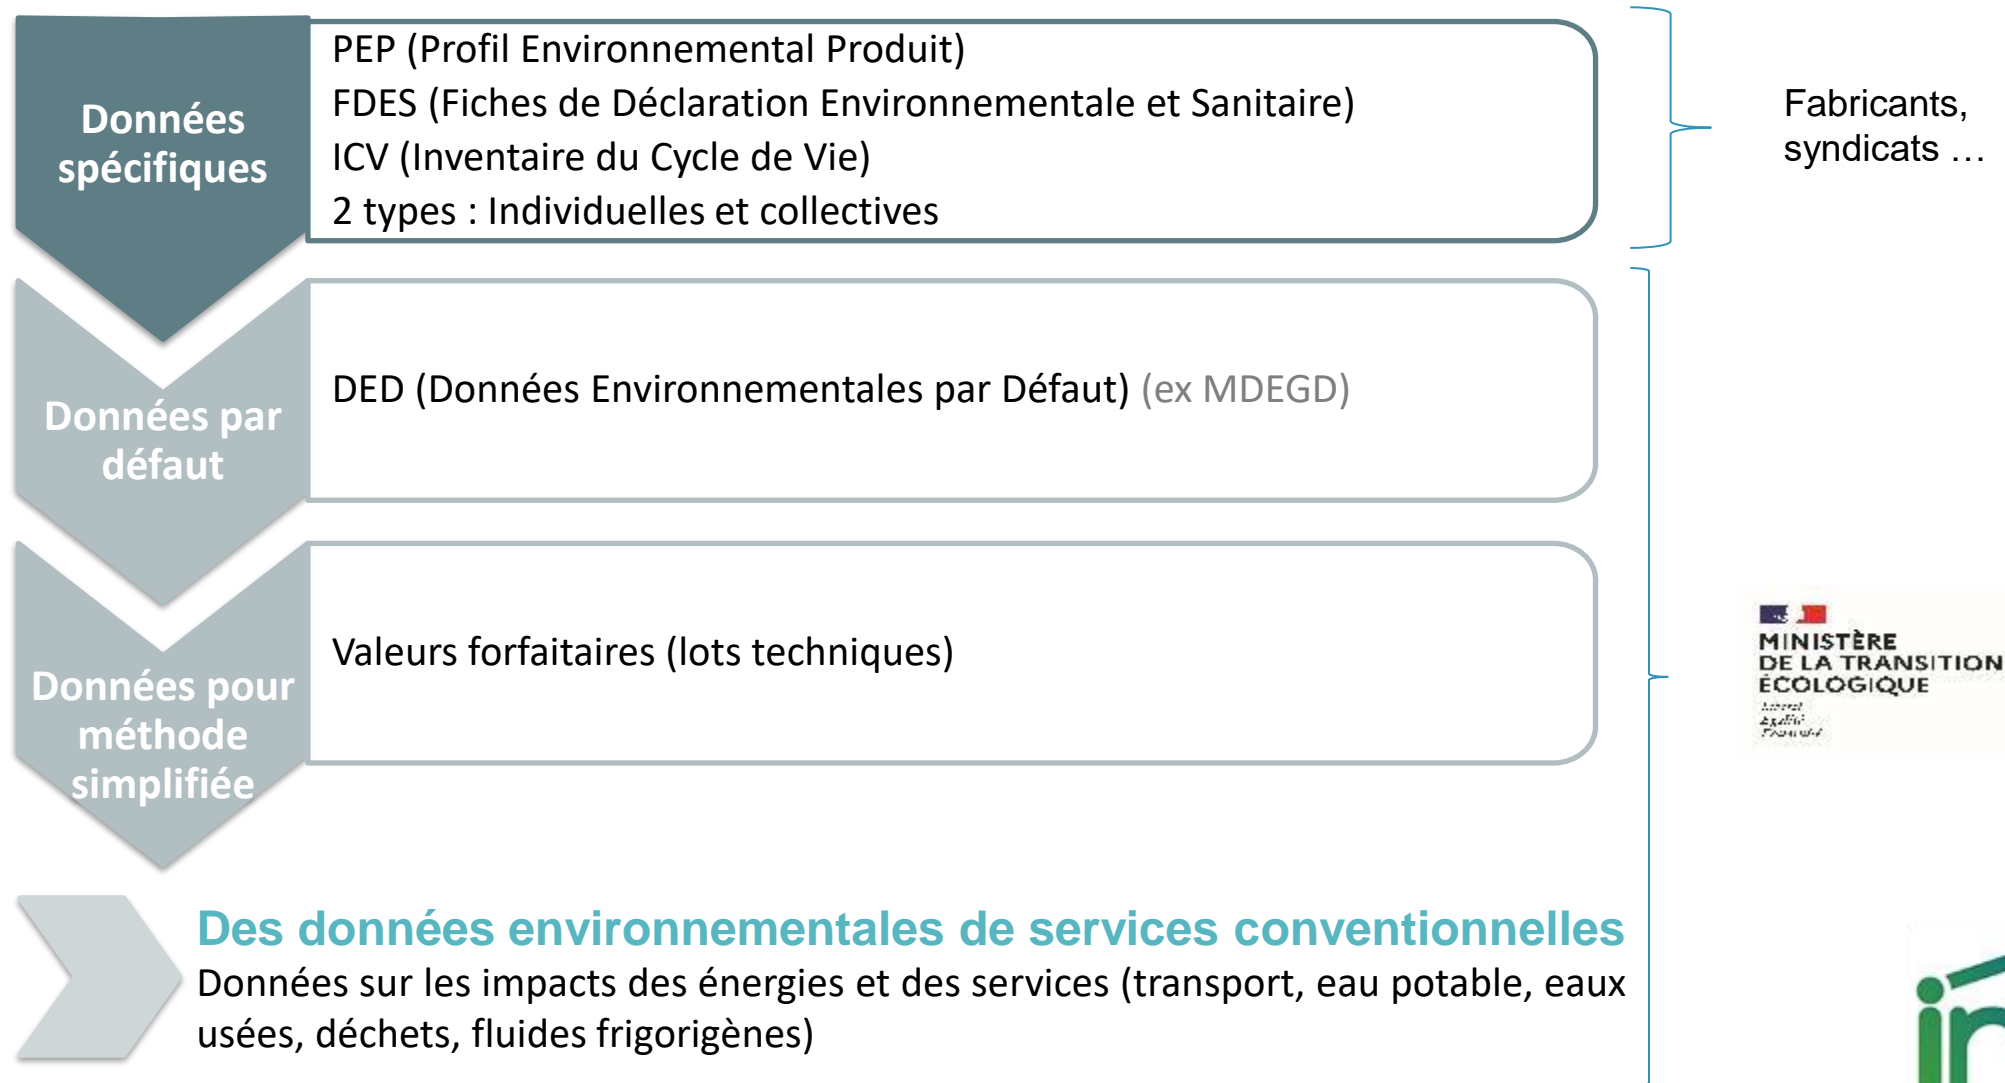 Données
spécifiques
PEP (Profil Environnemental Produit)
FDES (Fiches de Déclaration Environnementale et Sanitaire)
ICV (Inventaire du Cycle de Vie)
2 types : Individuelles et collectives
Fabricants,
syndicats …
Données par
défaut
DED (Données Environnementales par Défaut) (ex MDEGD)
Données pour
méthode
simplifiée
Valeurs forfaitaires (lots techniques)
MINISTÈRE
DE LA TRANSITION
ÉCOLOGIQUE
Égalité
Des données environnementales de services conventionnelles
Données sur les impacts des énergies et des services (transport, eau potable, eaux
usées, déchets, fluides frigorigènes)